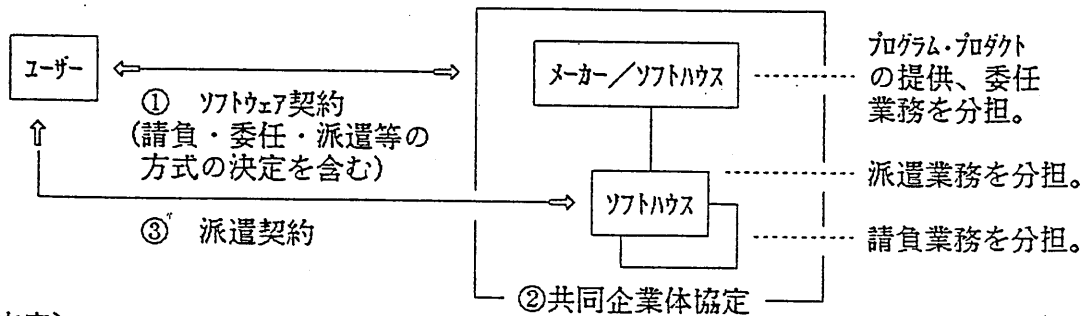 ユーザー
① ソフトウェア契約
(請負・委任・派遣等の
方式の決定を含む)
③ 派遣契約
メーカー/ソフトハウス
ソフトハウス
②共同企業体協定
プログラム・プロダクト
の提供、委任
業務を分担。
派遣業務を分担。
請負業務を分担。